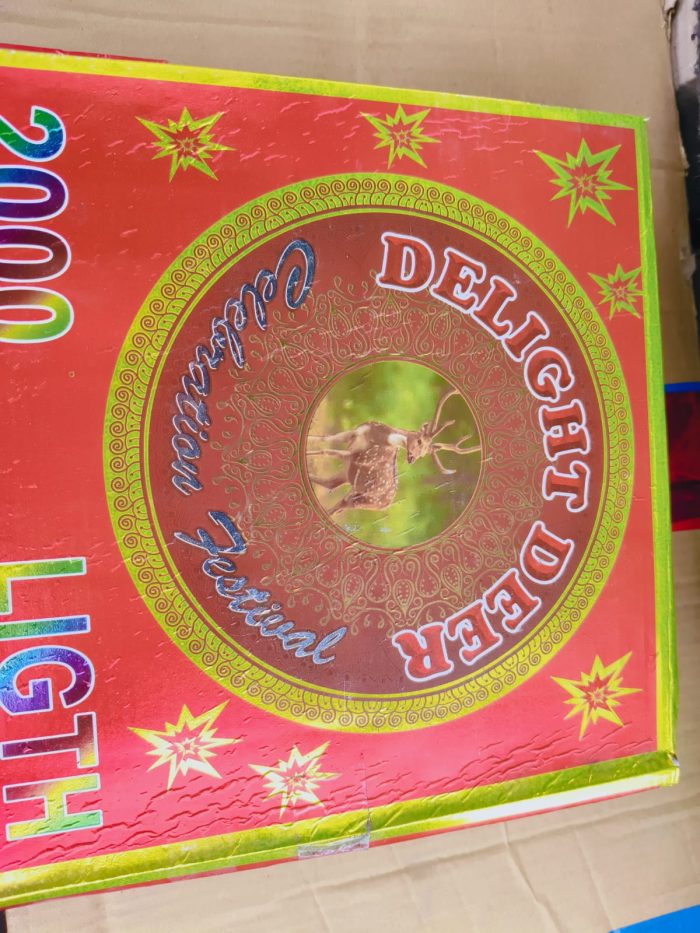 DELIGHT DEER
Celebration Festival
2000 LIGTH